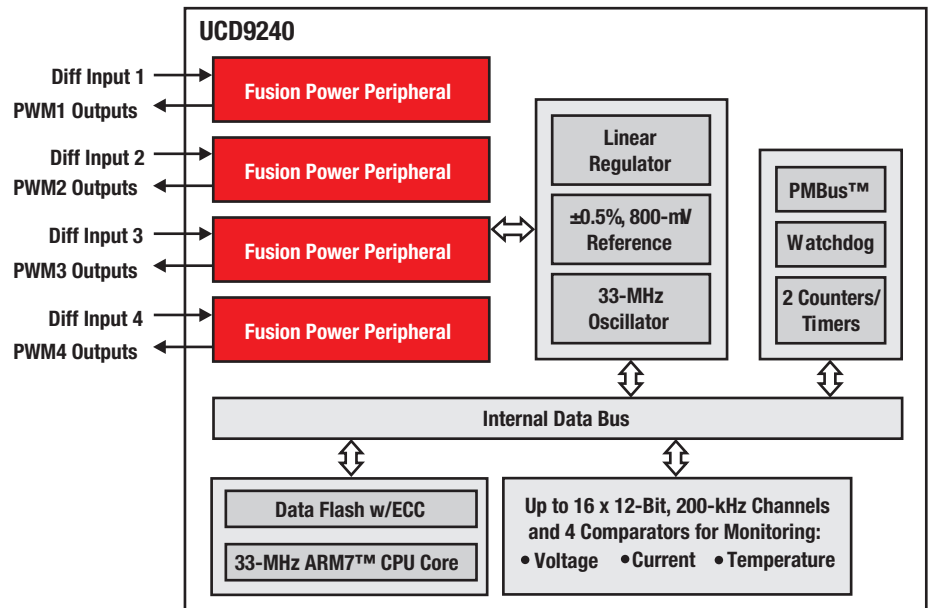 UCD9240
Diff Input 1
PWM1 Outputs
Fusion Power Peripheral
Diff Input 2
PWM2 Outputs
Fusion Power Peripheral
Diff Input 3
PWM3 Outputs
Fusion Power Peripheral
Diff Input 4
PWM4 Outputs
Fusion Power Peripheral
Linear
Regulator
±0.5%, 800-mV
Reference
33-MHz
Oscillator
PMBus™
Watchdog
2 Counters/
Timers
Internal Data Bus
Data Flash w/ECC
33-MHz ARM7™ CPU Core
Up to 16 x 12-Bit, 200-kHz Channels
and 4 Comparators for Monitoring:
• Voltage • Current • Temperature